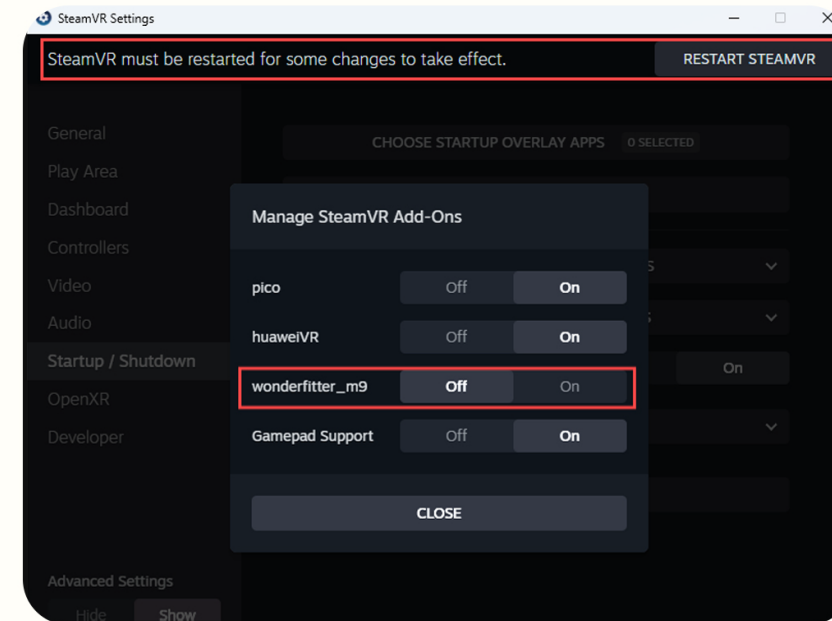 SteamVR Settings
SteamVR must be restarted for some changes to take effect. RESTART STEAMVR
General
CHOOSE STARTUP OVERLAY APPS 0 SELECTED
Play Area
Dashboard
Manage SteamVR Add-Ons
Controllers
Video
pico Off On
Audio
huaweiVR Off On
Startup / Shutdown
On
wonderfitter_m9 Off On
OpenXR
Gamepad Support Off On
Developer
CLOSE
Advanced Settings
Hide Show